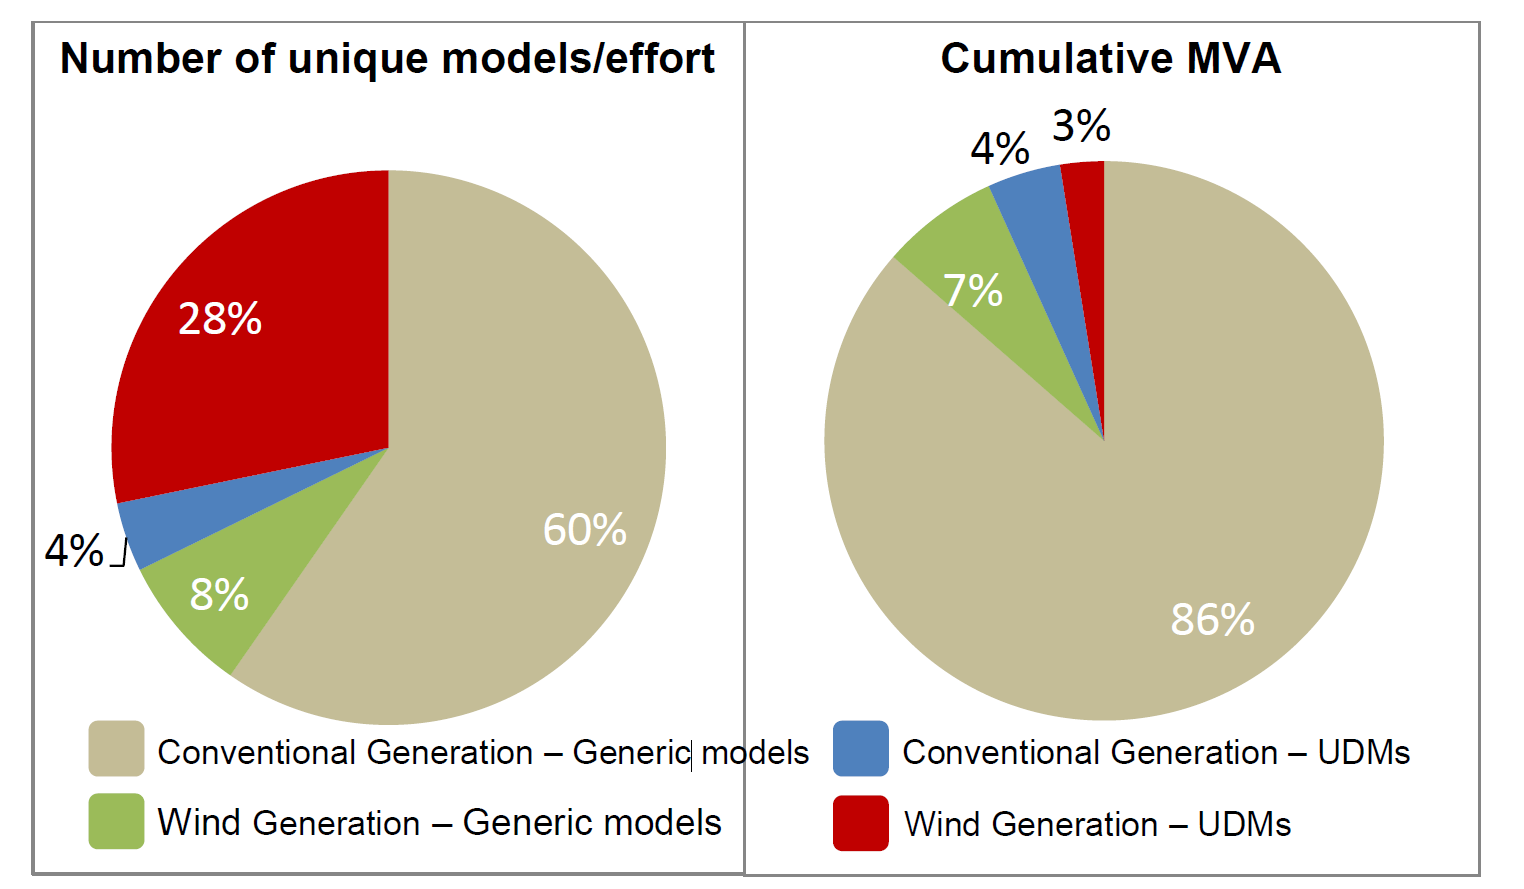 Number of unique models/effort
28%
60%
4%
8%
Cumulative MVA
3%
4%
7%
86%
Conventional Generation – Generic models
Wind Generation – Generic models
Conventional Generation – UDMs
Wind Generation – UDMs